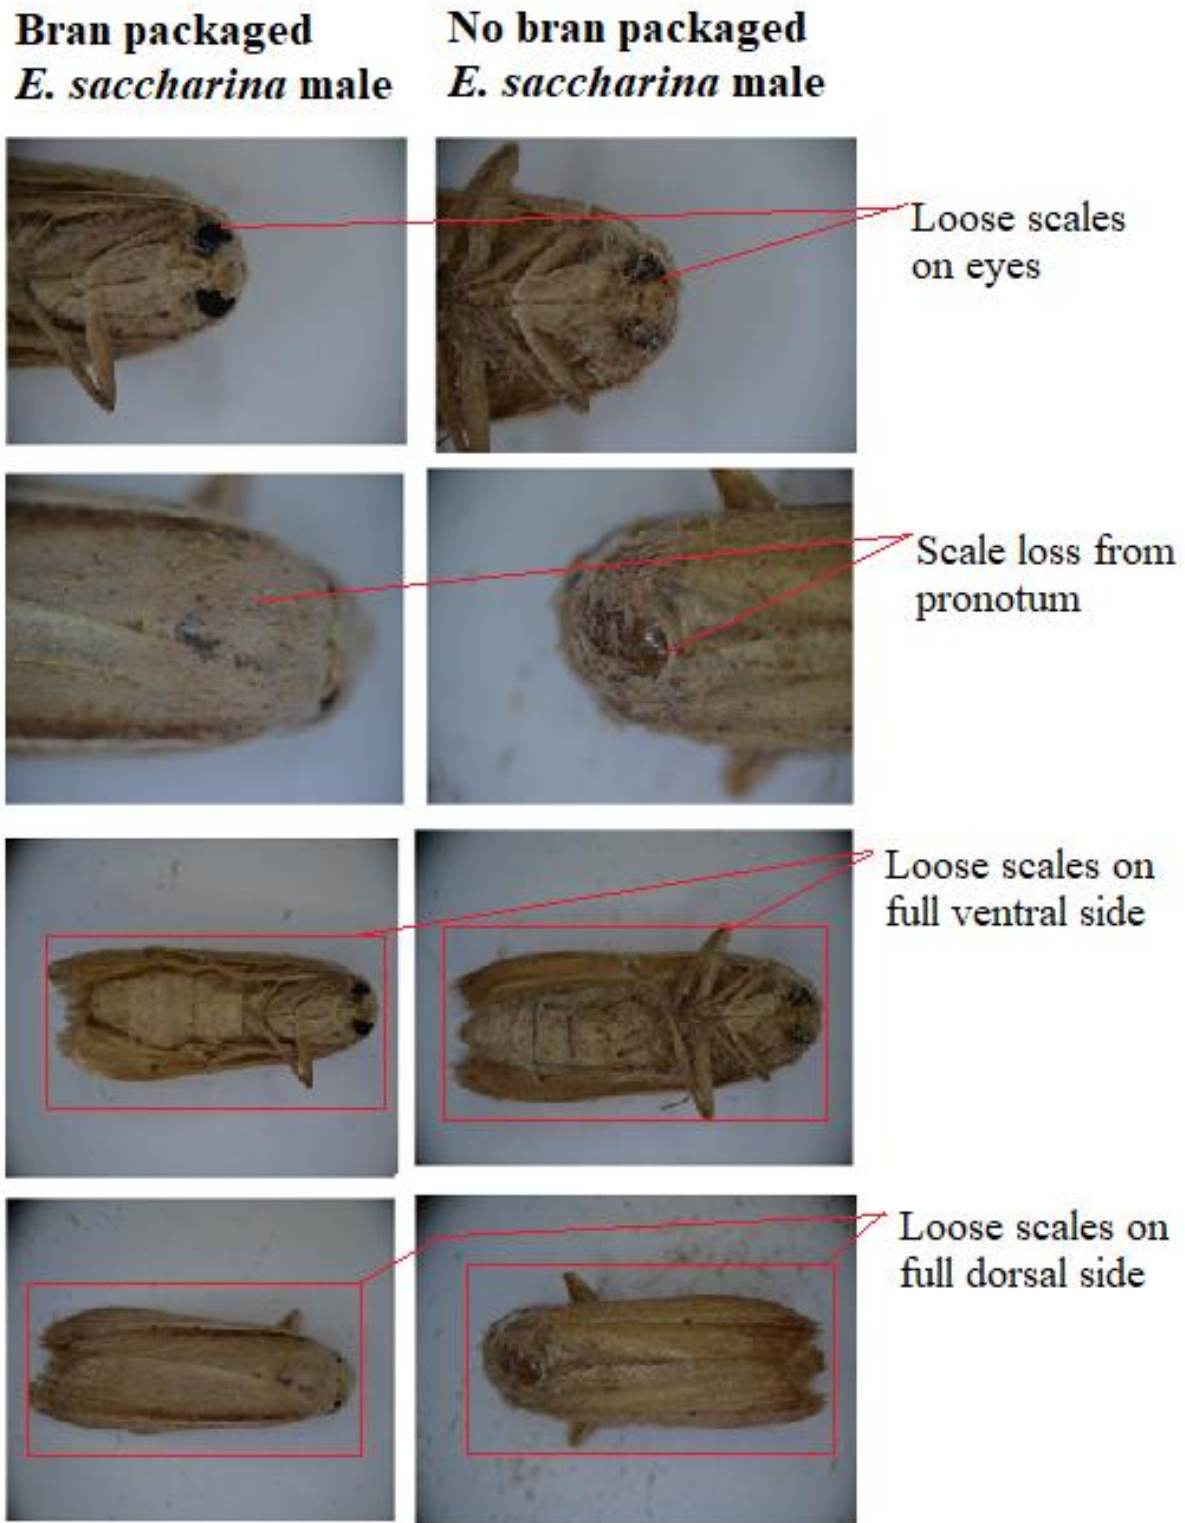 Bran packaged
E. saccharina male
No bran packaged
E. saccharina male
Loose scales
on eyes
Scale loss from
pronotum
Loose scales on
full ventral side
Loose scales on
full dorsal side